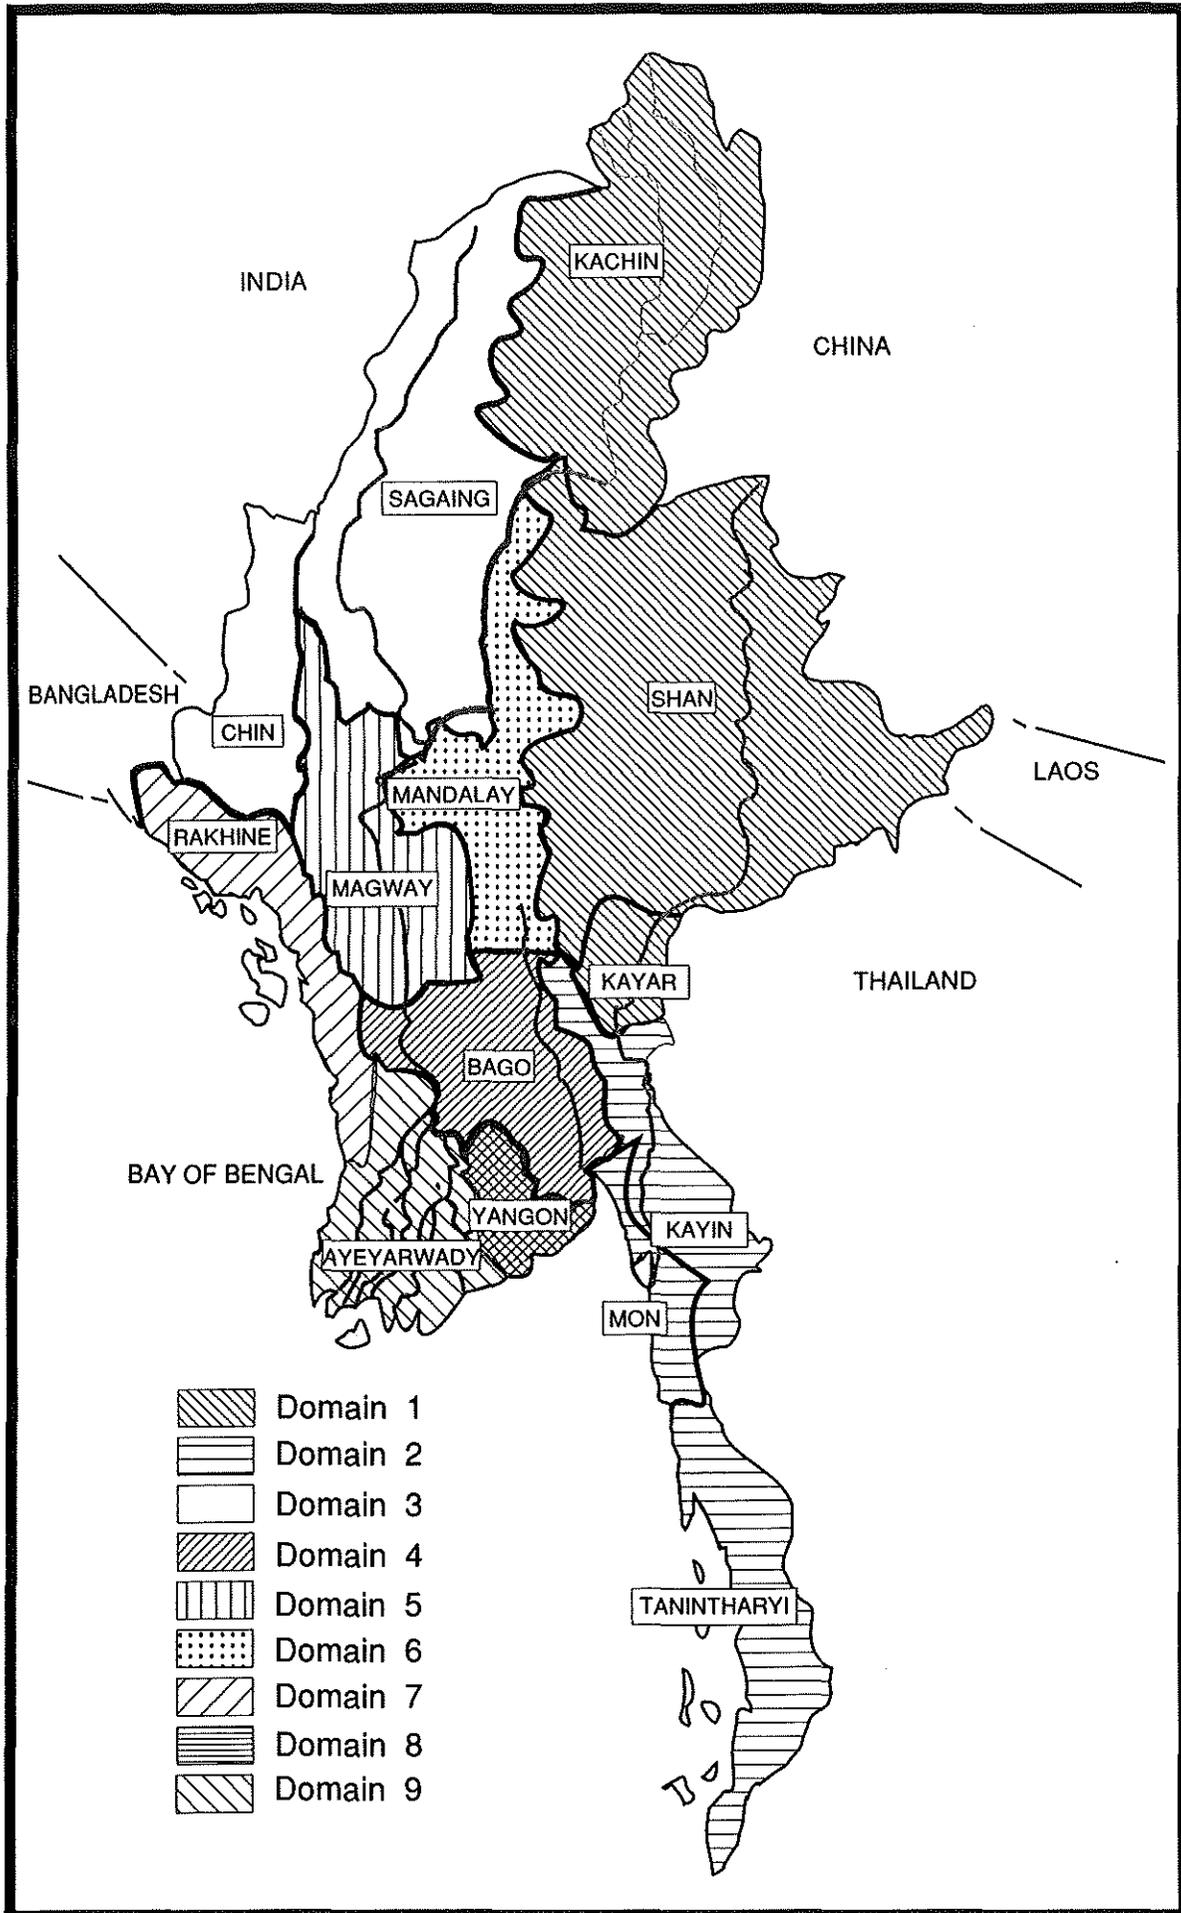 KACHIN
INDIA
CHINA
SAGAING
BANGLADESH
SHAN
CHIN
LAOS
MANDALAY
RAKHINE
MAGWAY
KAYAR
THAILAND
BAGO
BAY OF BENGAL
YANGON
KAYIN
AYEYARWADY
MON
Domain 1
Domain 2
Domain 3
Domain 4
Domain 5
TANINTHARYI
Domain 6
Domain 7
Domain 8
Domain 9